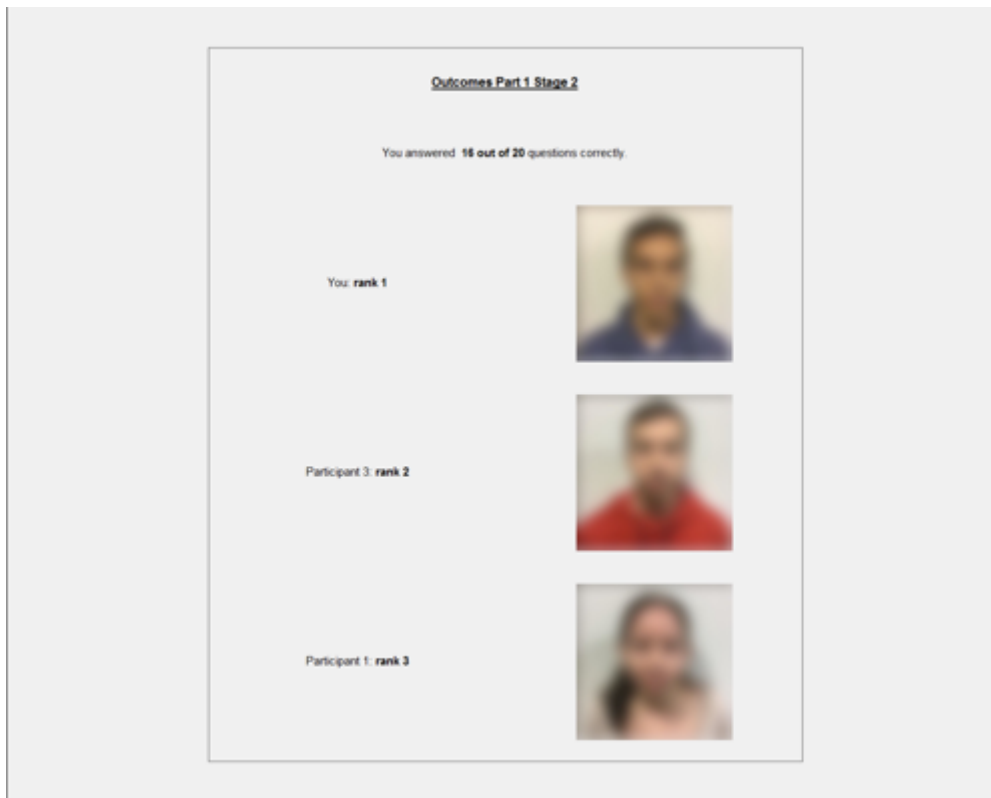 Outcomes Part 1 Stage 2
You answered 16 out of 20 questions correctly.
You: rank 1
Participant 3: rank 2
Participant 1: rank 3